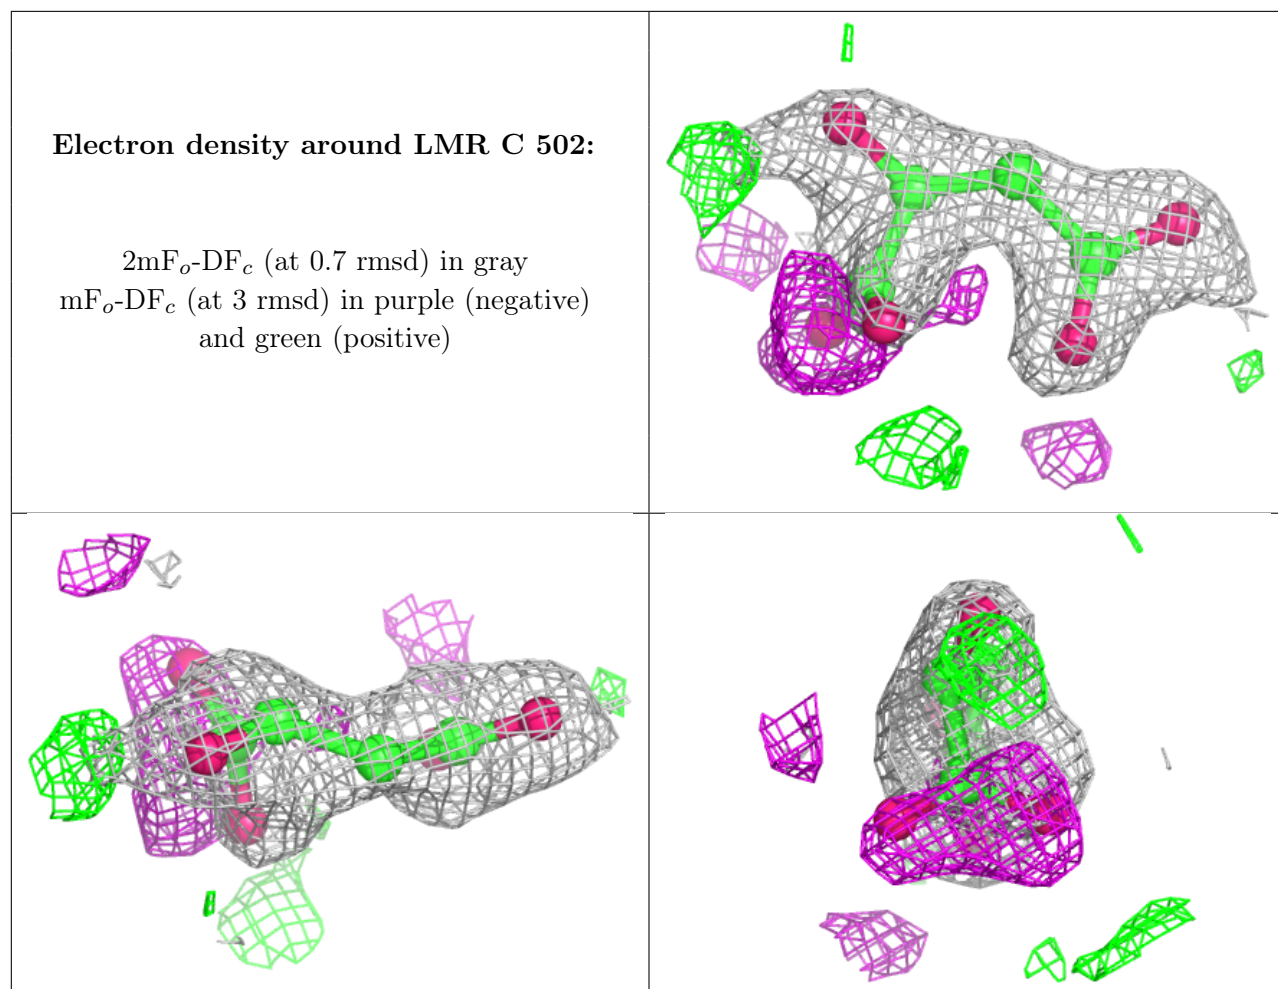 Electron density around LMR C 502:
2mFo-DFc (at 0.7 rmsd) in gray
mFo-DFc (at 3 rmsd) in purple (negative)
and green (positive)